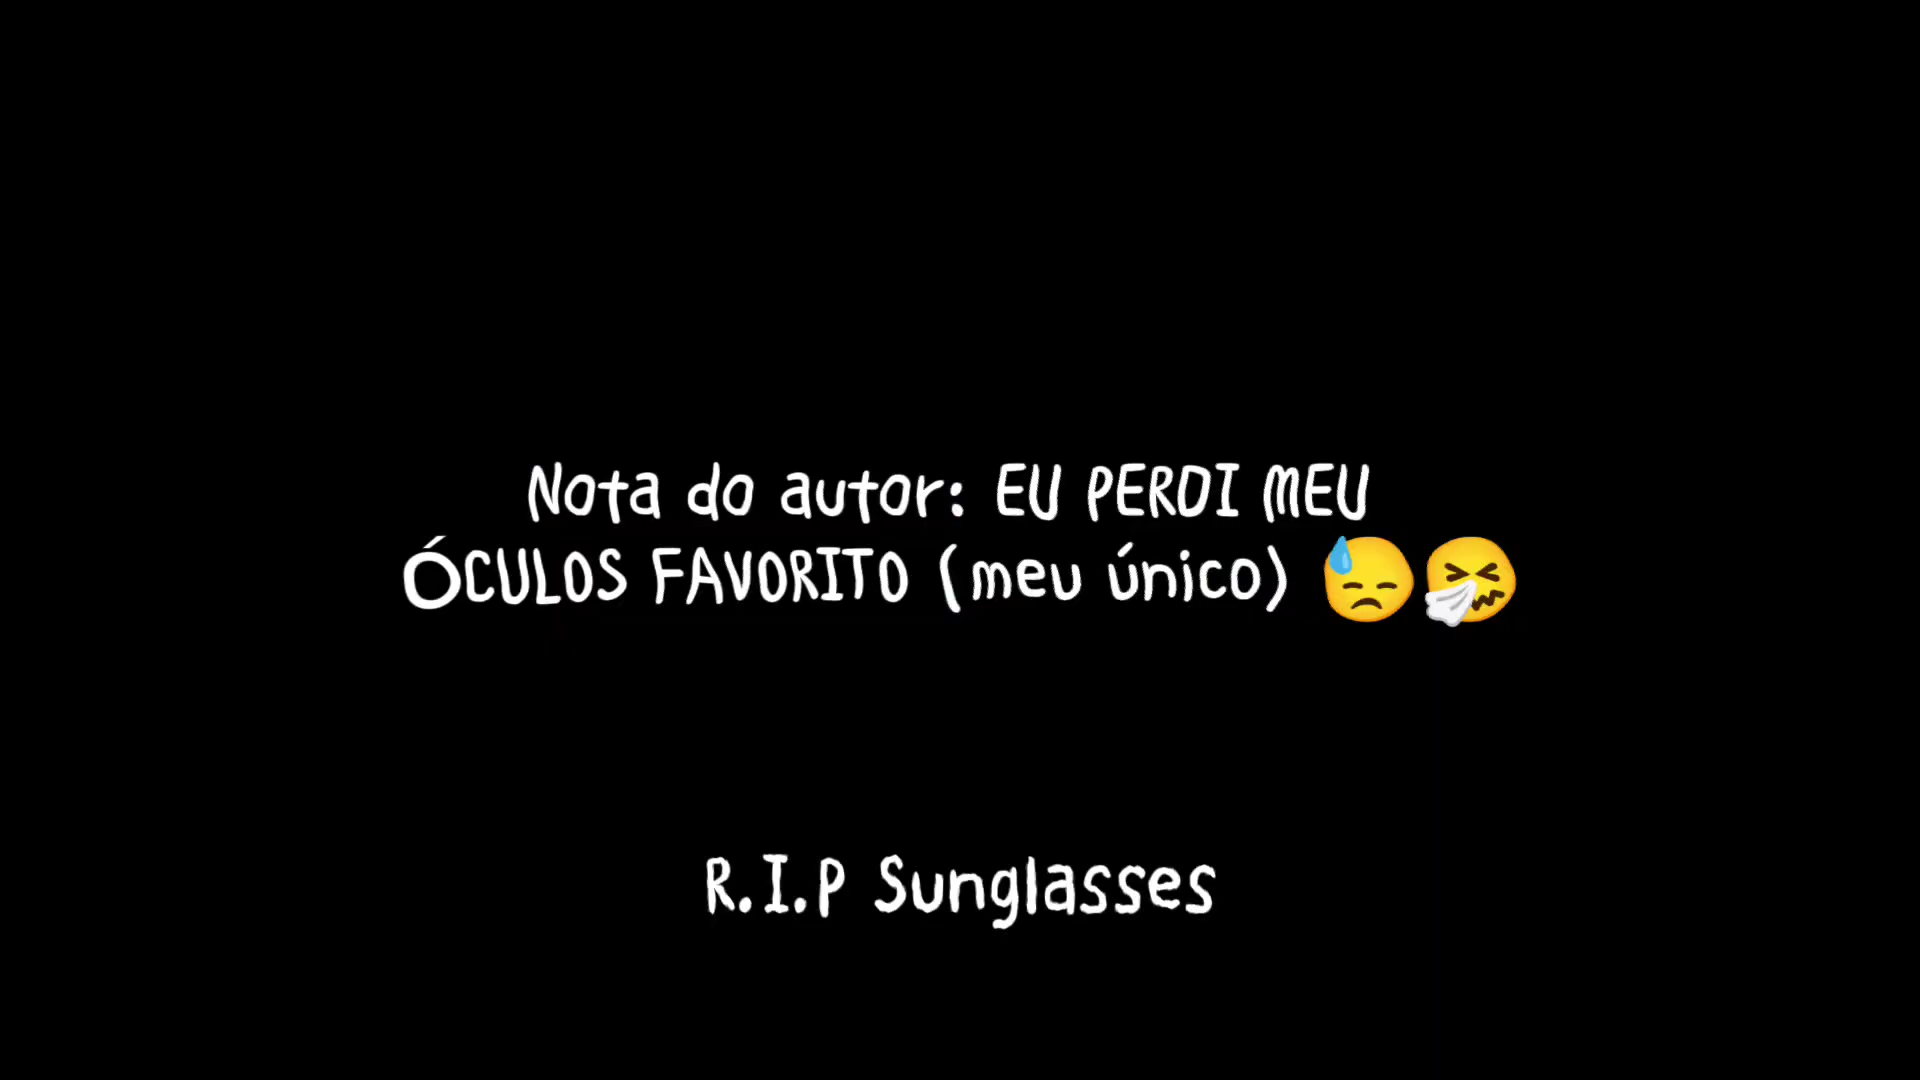 Nota do autor: EU PERDI MEU
ÓCULOS FAVORITO (meu único) 😓🤧
R.I.P Sunglasses